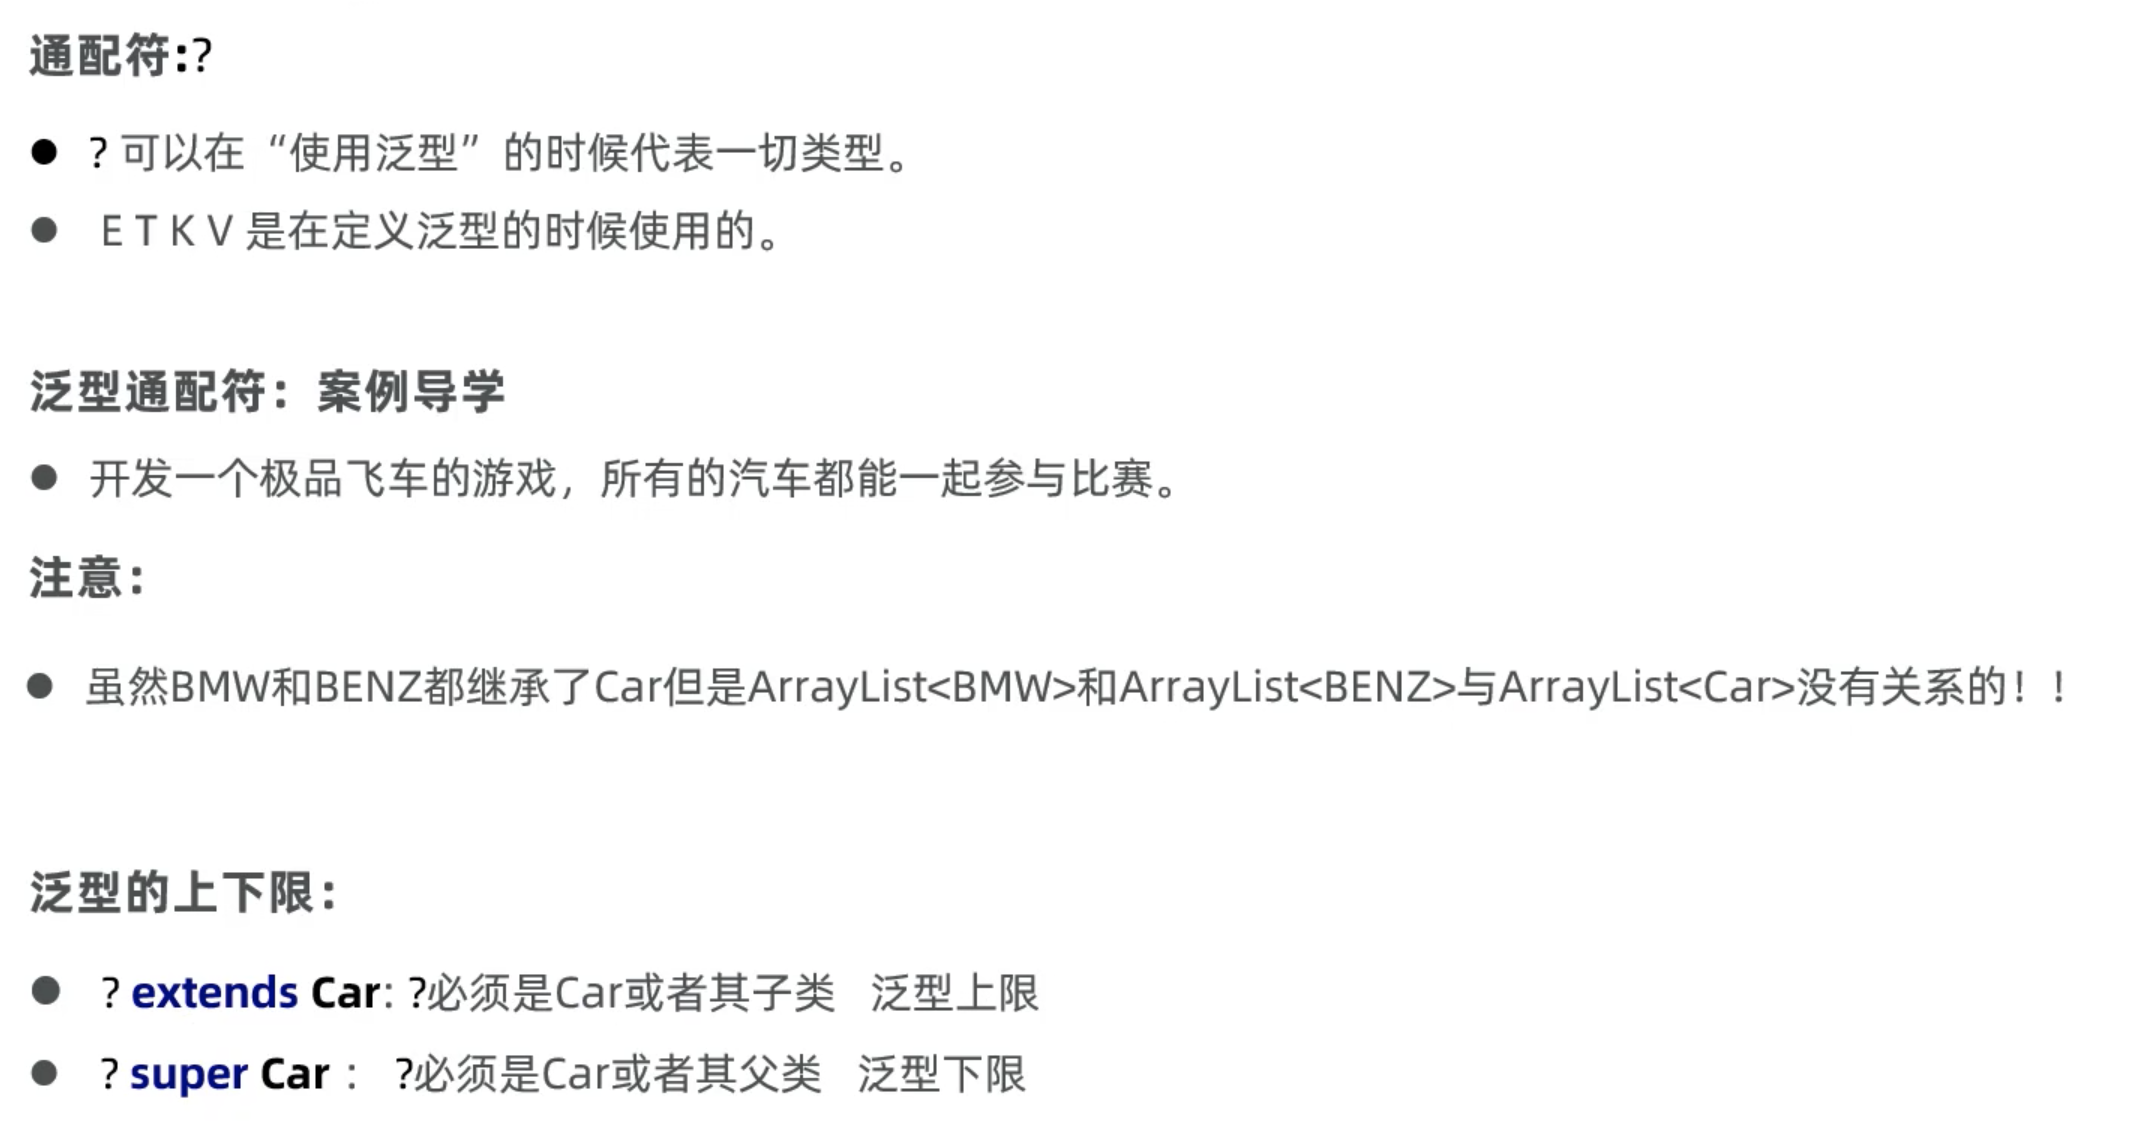 通配符:?
? 可以在“使用泛型”的时候代表一切类型。
E T K V 是在定义泛型的时候使用的。
泛型通配符：案例导学
开发一个极品飞车的游戏，所有的汽车都能一起参与比赛。
注意：
虽然BMW和BENZ都继承了Car但是ArrayList<BMW>和ArrayList<BENZ>与ArrayList<Car>没有关系的！！
泛型的上下限：
? extends Car: ?必须是Car或者其子类 泛型上限
? super Car： ?必须是Car或者其父类 泛型下限